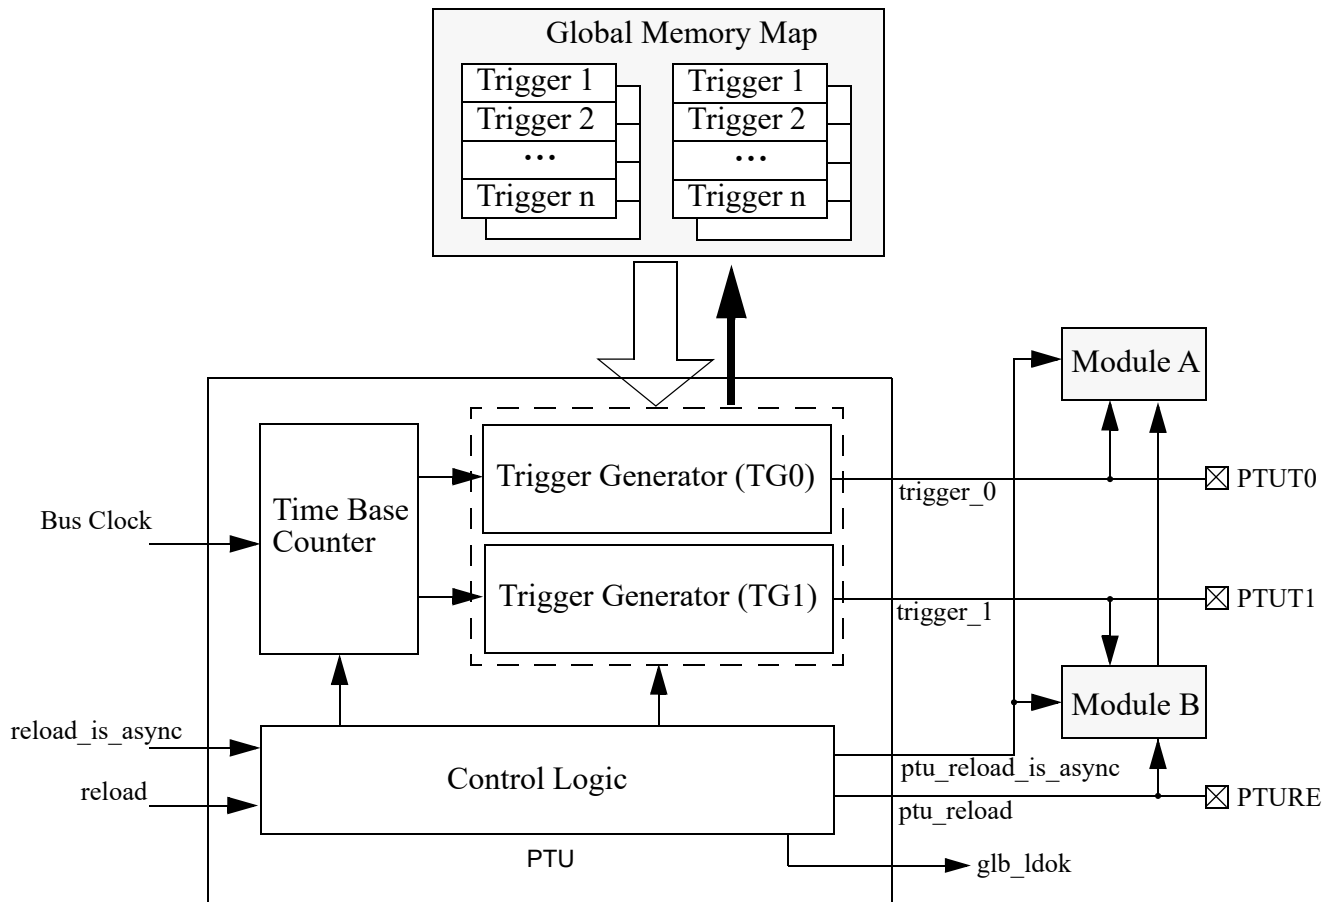 Global Memory Map
Trigger 1
Trigger 2
...
Trigger n
Trigger 1
Trigger 2
...
Trigger n
Module A
Trigger Generator (TG0)
trigger_0
PTUT0
Bus Clock
Time Base
Counter
Trigger Generator (TG1)
trigger_1
PTUT1
Module B
reload_is_async
reload
Control Logic
ptu_reload_is_async
ptu_reload
PTURE
PTU
glb_ldok